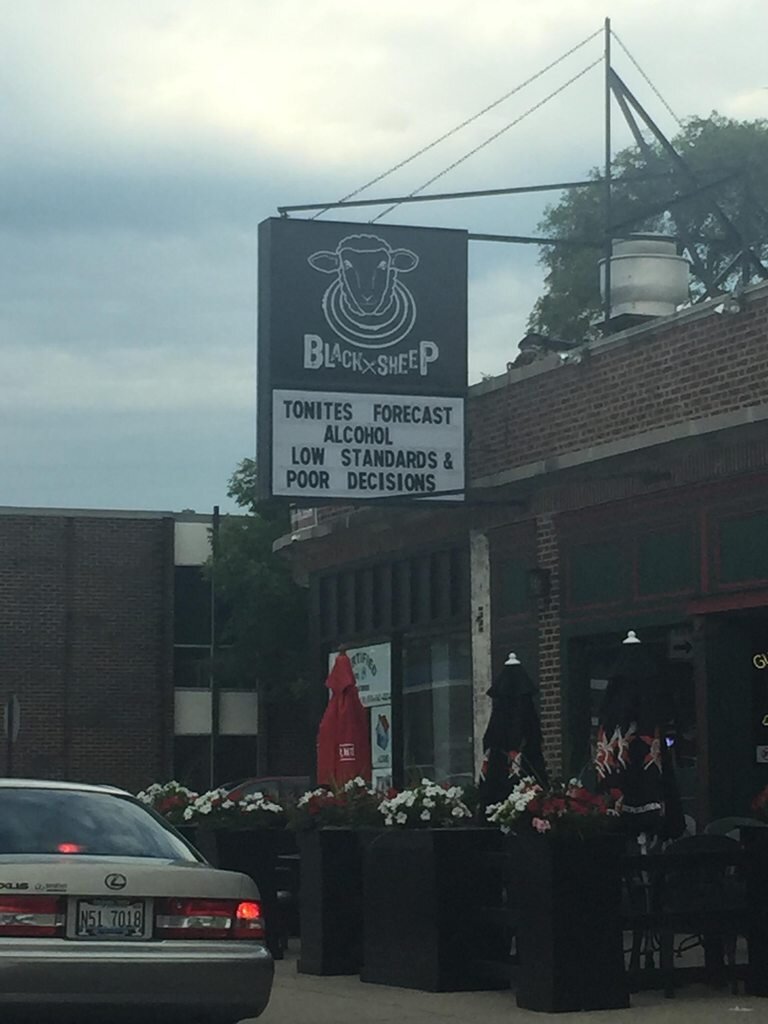 BLACK SHEEP
TONITES FORECAST
ALCOHOL
LOW STANDARDS &
POOR DECISIONS
N51 7018